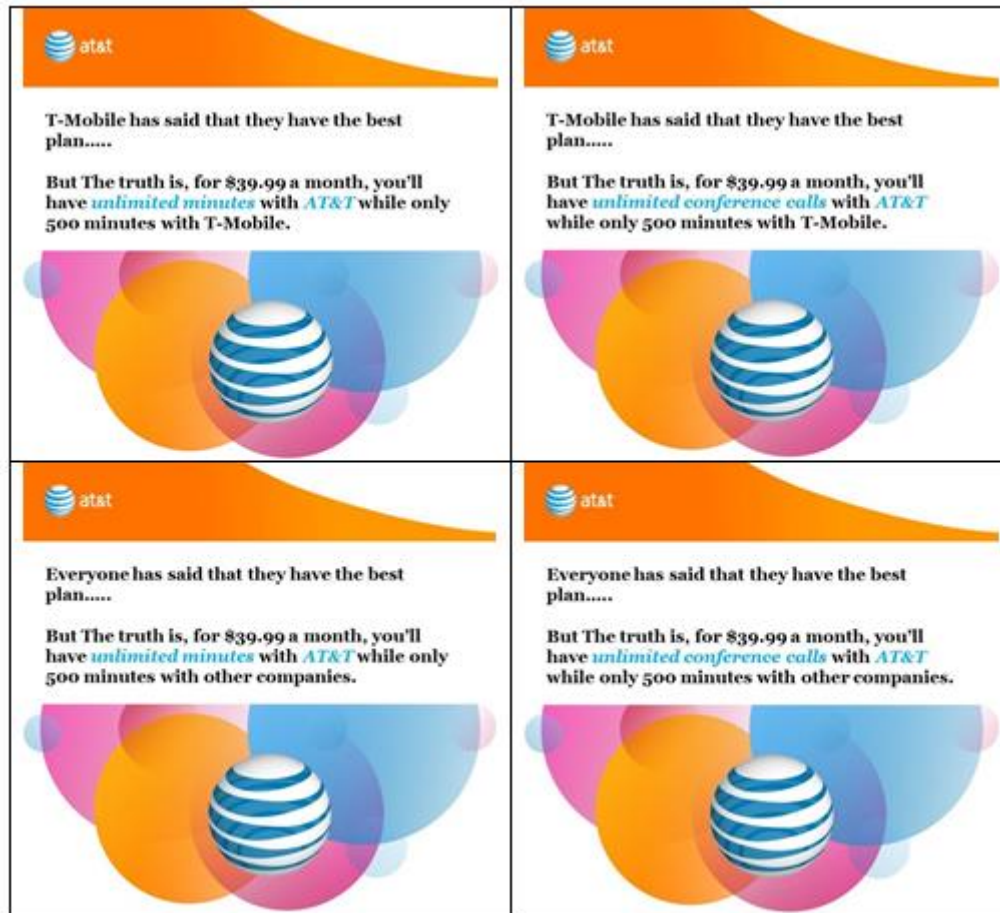 at&t
T-Mobile has said that they have the best
plan.....
But The truth is, for $39.99 a month, you'll
have unlimited minutes with AT&T while only
500 minutes with T-Mobile.
at&t
T-Mobile has said that they have the best
plan.....
But The truth is, for $39.99 a month, you'll
have unlimited conference calls with AT&T
while only 500 minutes with T-Mobile.
at&t
Everyone has said that they have the best
plan.....
But The truth is, for $39.99 a month, you'll
have unlimited minutes with AT&T while only
500 minutes with other companies.
at&t
Everyone has said that they have the best
plan.....
But The truth is, for $39.99 a month, you'll
have unlimited conference calls with AT&T
while only 500 minutes with other companies.